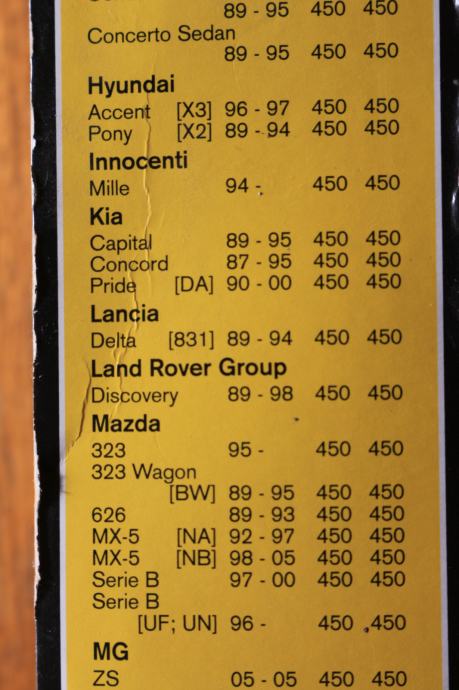 89 - 95 450 450
Concerto Sedan
89 - 95 450 450
Hyundai
Accent [X3] 96 - 97 450 450
Pony [X2] 89 - 94 450 450
Innocenti
Mille 94 - 450 450
Kia
Capital 89 - 95 450 450
Concord 87 - 95 450 450
Pride [DA] 90 - 00 450 450
Lancia
Delta [831] 89 - 94 450 450
Land Rover Group
Discovery 89 - 98 450 450
Mazda
323 95 - 450 450
323 Wagon
[BW] 89 - 95 450 450
626 89 - 93 450 450
MX-5 [NA] 92 - 97 450 450
MX-5 [NB] 98 - 05 450 450
Serie B 97 - 00 450 450
Serie B
[UF; UN] 96 - 450 450
MG
ZS 05 - 05 450 450